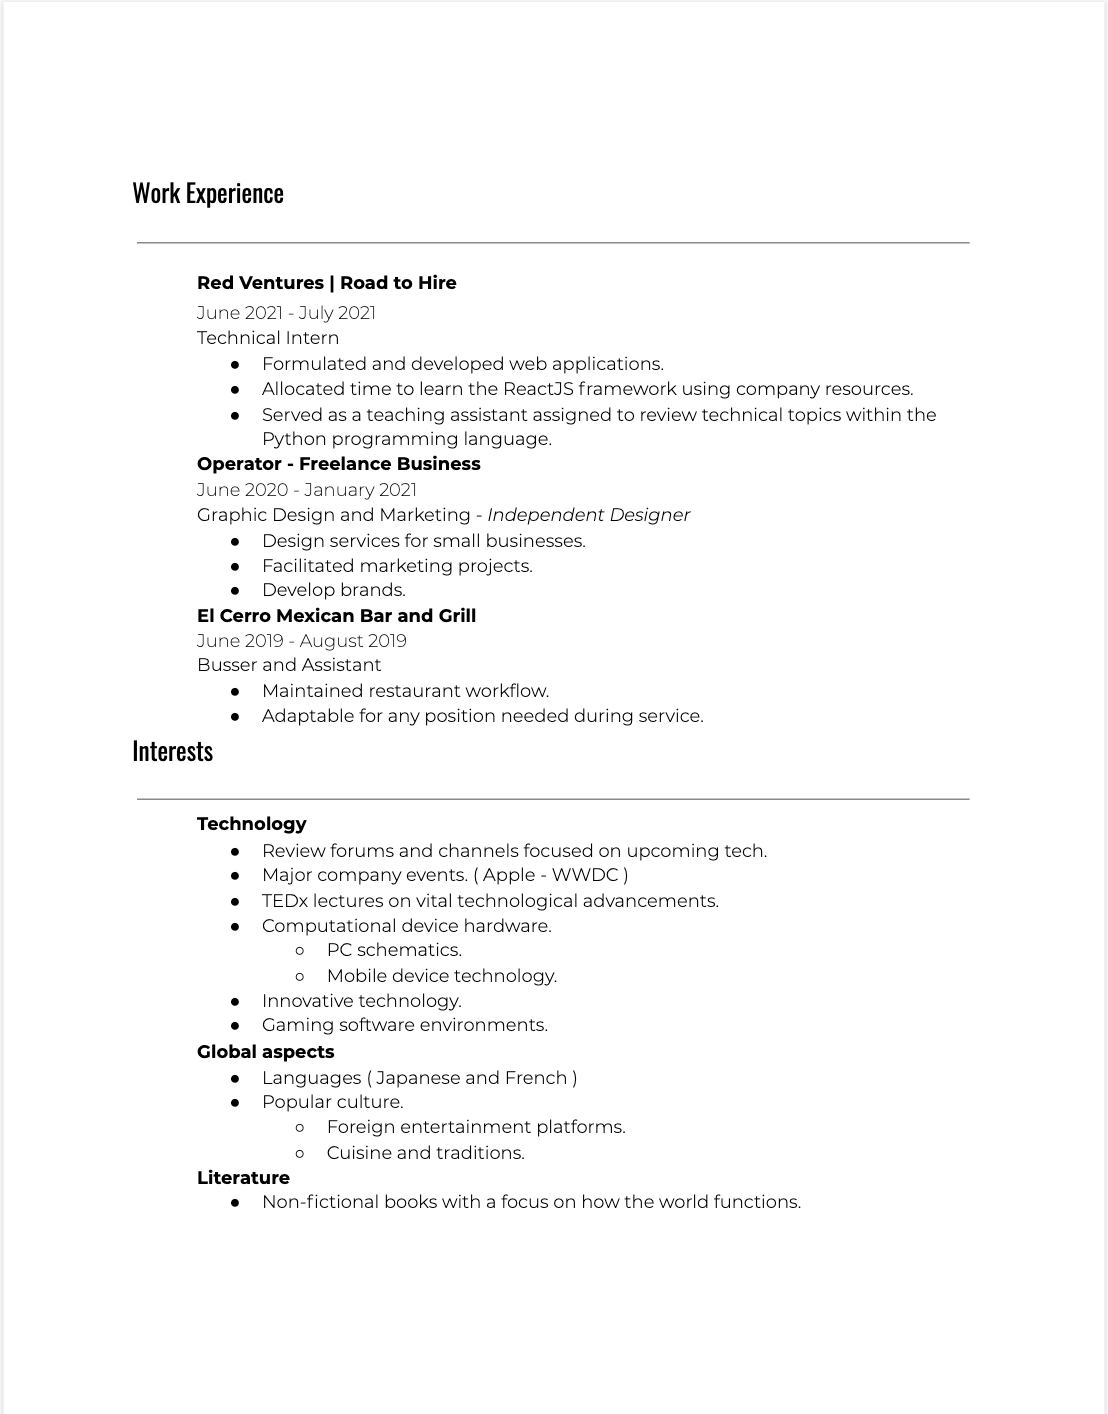 Work Experience
Red Ventures | Road to Hire
June 2021 - July 2021
Technical Intern
● Formulated and developed web applications.
● Allocated time to learn the ReactJS framework using company resources.
● Served as a teaching assistant assigned to review technical topics within the
Python programming language.
Operator - Freelance Business
June 2020 - January 2021
Graphic Design and Marketing - Independent Designer
● Design services for small businesses.
● Facilitated marketing projects.
● Develop brands.
El Cerro Mexican Bar and Grill
June 2019 - August 2019
Busser and Assistant
● Maintained restaurant workflow.
● Adaptable for any position needed during service.
Interests
Technology
● Review forums and channels focused on upcoming tech.
● Major company events. ( Apple - WWDC )
● TEDx lectures on vital technological advancements.
● Computational device hardware.
○ PC schematics.
○ Mobile device technology.
● Innovative technology.
● Gaming software environments.
Global aspects
● Languages ( Japanese and French )
● Popular culture.
○ Foreign entertainment platforms.
○ Cuisine and traditions.
Literature
● Non-fictional books with a focus on how the world functions.